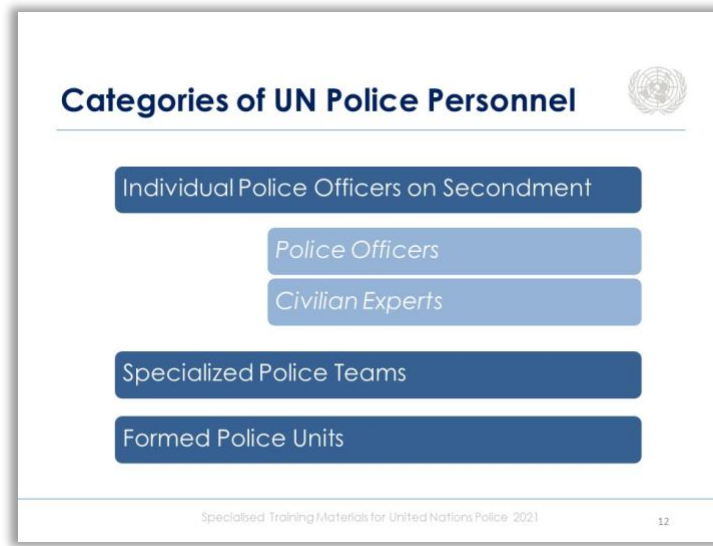 Categories of UN Police Personnel
Individual Police Officers on Secondment
Police Officers
Civilian Experts
Specialized Police Teams
Formed Police Units
Specialised Training Materials for United Nations Police 2021
12